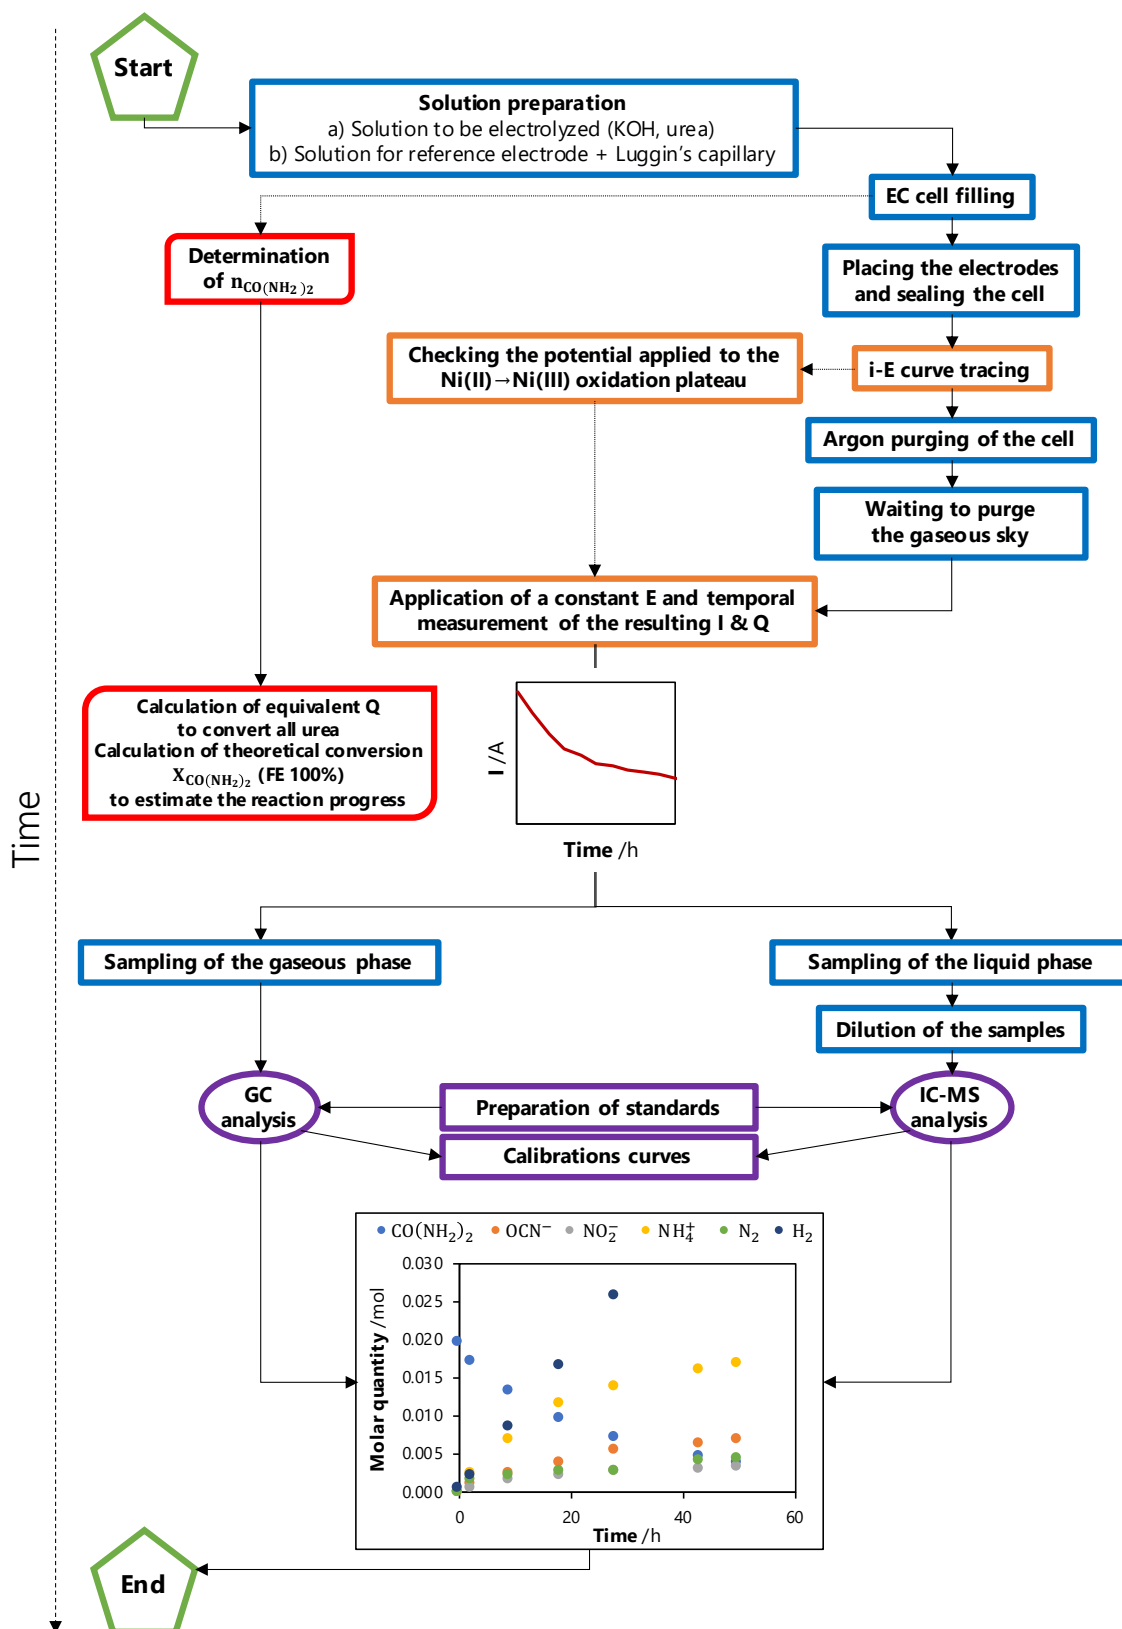 Start
Solution preparation
a) Solution to be electrolyzed (KOH, urea)
b) Solution for reference electrode + Luggin's capillary
EC cell filling
Determination
of n_CO(NH₂)₂
Placing the electrodes
and sealing the cell
Checking the potential applied to the
Ni(II)→Ni(III) oxidation plateau
i-E curve tracing
Argon purging of the cell
Waiting to purge
the gaseous sky
Application of a constant E and temporal
measurement of the resulting I & Q
Calculation of equivalent Q
to convert all urea
Calculation of theoretical conversion
X_CO(NH₂)₂ (FE 100%)
to estimate the reaction progress
I /A
Time /h
Time
Sampling of the gaseous phase
Sampling of the liquid phase
Dilution of the samples
GC
analysis
Preparation of standards
IC-MS
analysis
Calibrations curves
CO(NH₂)₂ OCN⁻ NO₂⁻ NH₄⁺ N₂ H₂
Molar quantity /mol
0.030
0.025
0.020
0.015
0.010
0.005
0.000
0 20 40 60
Time /h
End